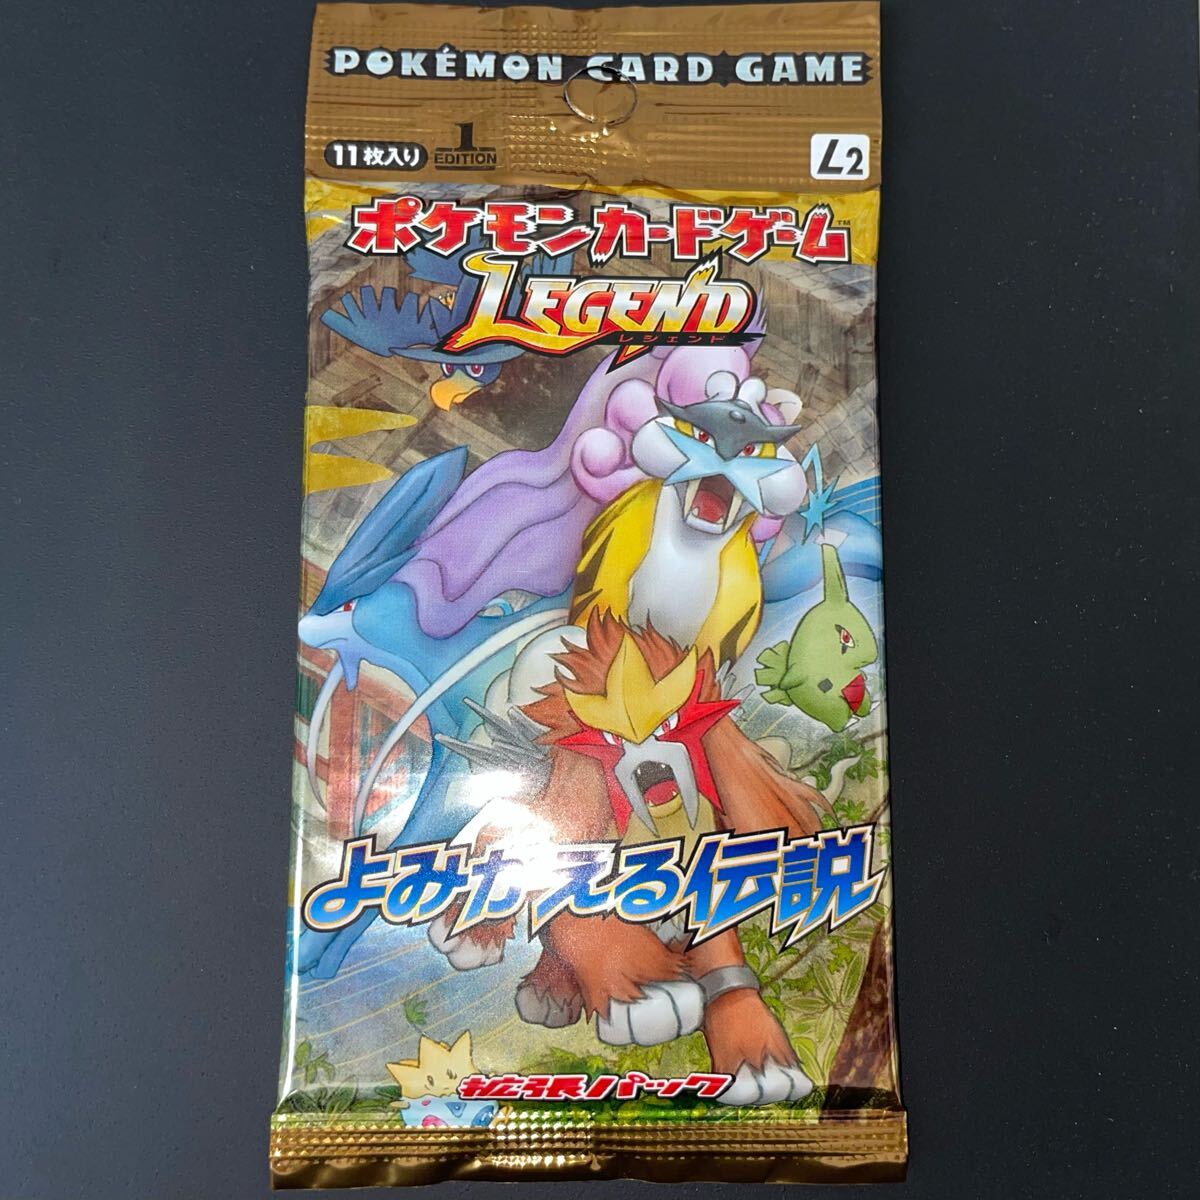 POKÉMON CARD GAME
11枚入り 1 EDITION L2
ポケモンカードゲーム™
LEGEND
レジェンド
よみがえる伝説
拡張パック